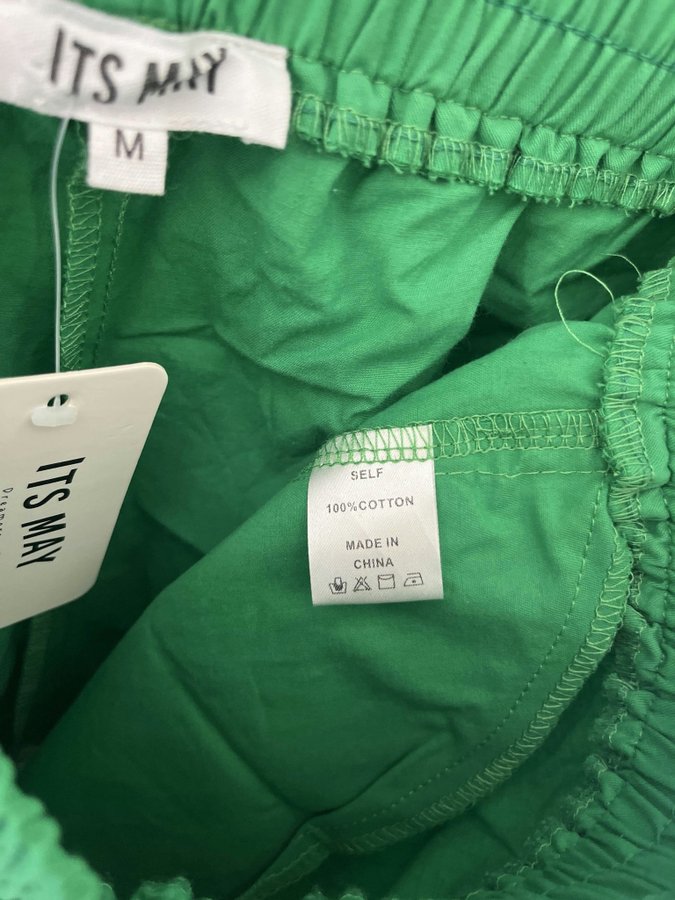 ITS MAY
M
ITS MAY
SELF
100%COTTON
MADE IN
CHINA